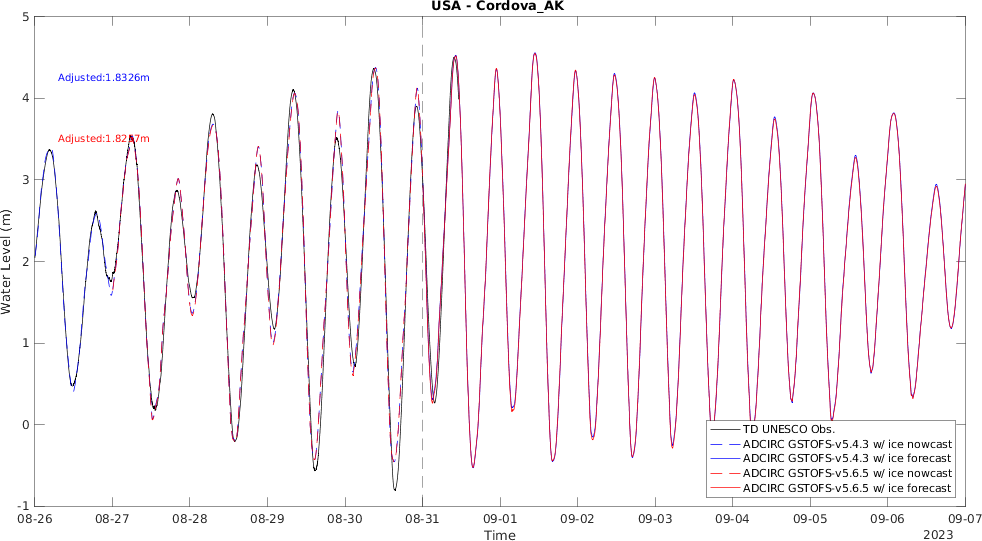 USA - Cordova_AK
5
4
3
2
1
0
-1
Water Level (m)
Adjusted:1.8326m
08-26
08-27
08-28
08-29
08-30
08-31
09-01
09-02
09-03
09-04
09-05
09-06
09-07
Time
2023
TD UNESCO Obs.
ADCIRC GSTOFS-v5.4.3 w/ ice nowcast
ADCIRC GSTOFS-v5.4.3 w/ ice forecast
ADCIRC GSTOFS-v5.6.5 w/ ice nowcast
ADCIRC GSTOFS-v5.6.5 w/ ice forecast